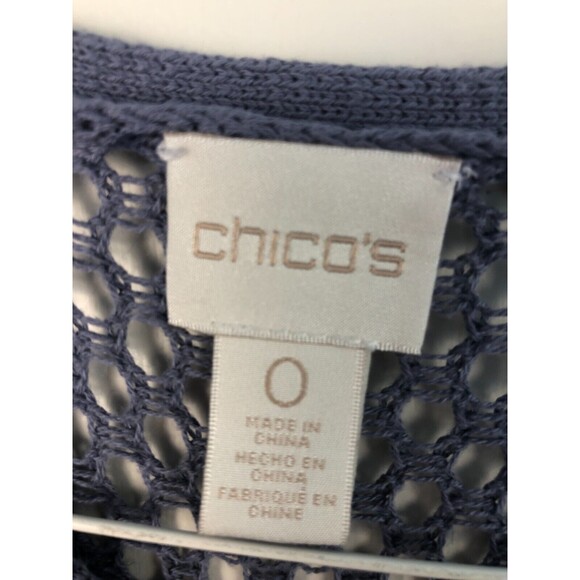 chico's
0
MADE IN
CHINA
HECHO EN
CHINA
FABRIQUÉ EN
CHINE